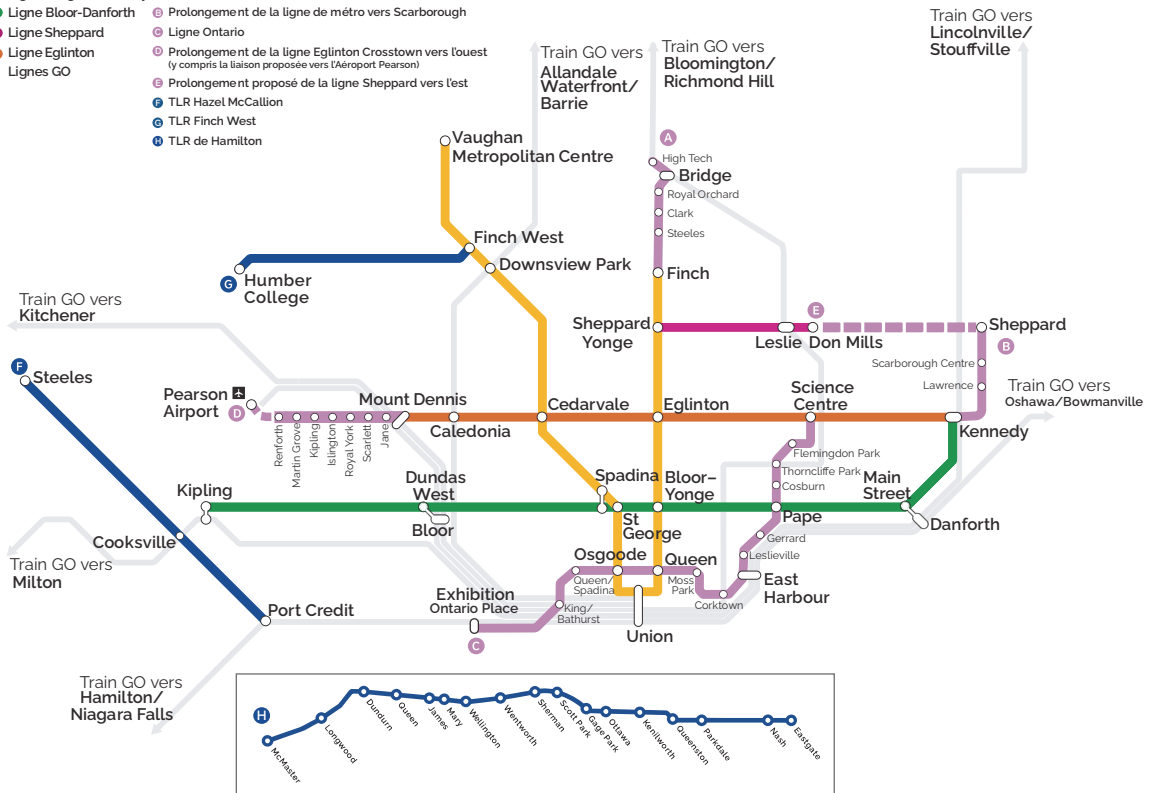 Ligne Bloor-Danforth
Ligne Sheppard
Ligne Eglinton
Lignes GO
B Prolongement de la ligne de métro vers Scarborough
C Ligne Ontario
D Prolongement de la ligne Eglinton Crosstown vers l'ouest
(y compris la liaison proposée vers l'Aéroport Pearson)
E Prolongement proposé de la ligne Sheppard vers l'est
F TLR Hazel McCallion
G TLR Finch West
H TLR de Hamilton
Train GO vers
Allandale
Waterfront/
Barrie
Train GO vers
Bloomington/
Richmond Hill
Train GO vers
Lincolnville/
Stouffville
Vaughan
Metropolitan Centre
A
High Tech
Bridge
Royal Orchard
Clark
Steeles
Finch
Finch West
Downsview Park
G
Humber
College
Train GO vers
Kitchener
Sheppard
Yonge
Leslie
Don Mills
E
Sheppard
B
Scarborough Centre
Lawrence
Train GO vers
Oshawa/Bowmanville
F
Steeles
Pearson
Airport
D
Renforth
Martin Grove
Kipling
Islington
Royal York
Scarlett
Jane
Mount Dennis
Caledonia
Cedarvale
Eglinton
Science
Centre
Kennedy
Flemingdon Park
Thorncliffe Park
Cosburn
Kipling
Dundas
West
Bloor
Spadina
St
George
Bloor–
Yonge
Pape
Main
Street
Danforth
Cooksville
Train GO vers
Milton
Gerrard
Leslieville
East
Harbour
Osgoode
Queen
Queen/
Spadina
Moss
Park
Corktown
Exhibition
Ontario Place
King/
Bathurst
C
Union
Port Credit
Train GO vers
Hamilton/
Niagara Falls
H
McMaster
Longwood
Dundurn
Queen
James
Mary
Wellington
Wentworth
Sherman
Scott Park
Gage Park
Ottawa
Kenilworth
Queenston
Parkdale
Nash
Eastgate